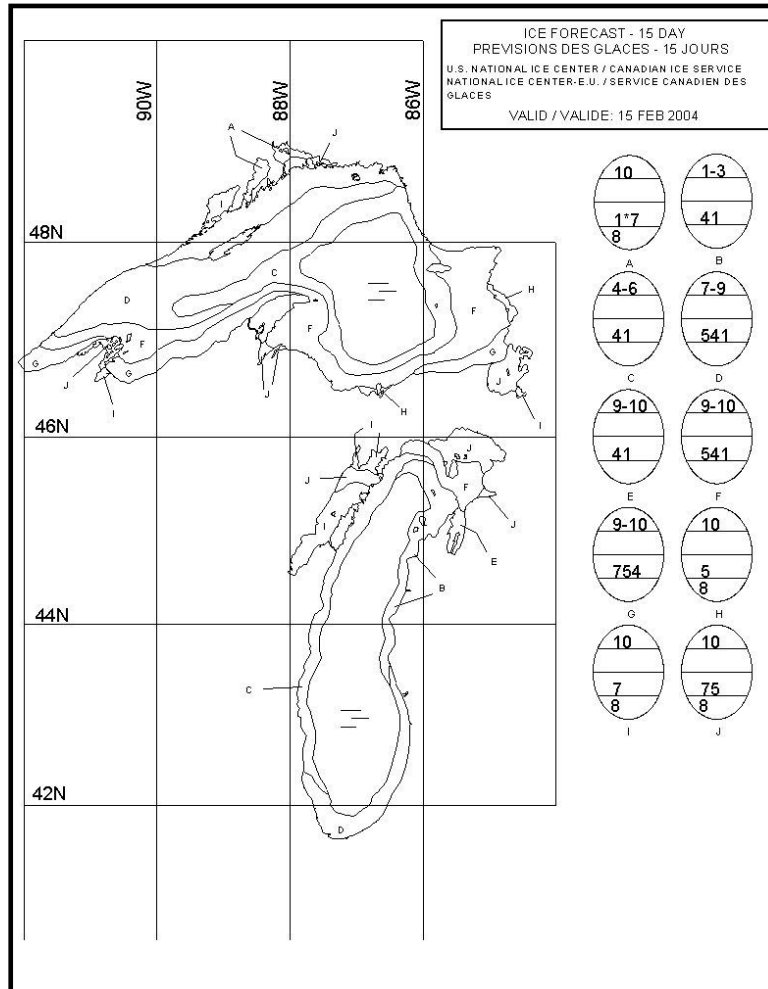 ICE FORECAST - 15 DAY
PREVISIONS DES GLACES - 15 JOURS
U.S. NATIONAL ICE CENTER / CANADIAN ICE SERVICE
NATIONAL ICE CENTER-E.U. / SERVICE CANADIEN DES
GLACES
VALID / VALIDE: 15 FEB 2004
90W
88W
86W
A
J
I
48N
C
D
H
F
F
F
G
J
G
G
J
I
J
H
I
46N
I
J
J
F
I
J
E
B
44N
C
42N
D
10
1*7
8
A
1-3
41
B
4-6
41
C
7-9
541
D
9-10
41
E
9-10
541
F
9-10
754
G
10
5
8
H
10
7
8
I
10
75
8
J